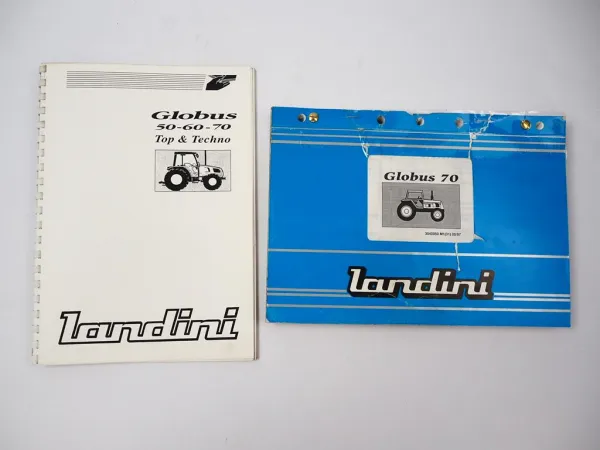 Globus
50-60-70
Top & Techno
Landini
Globus 70
Landini